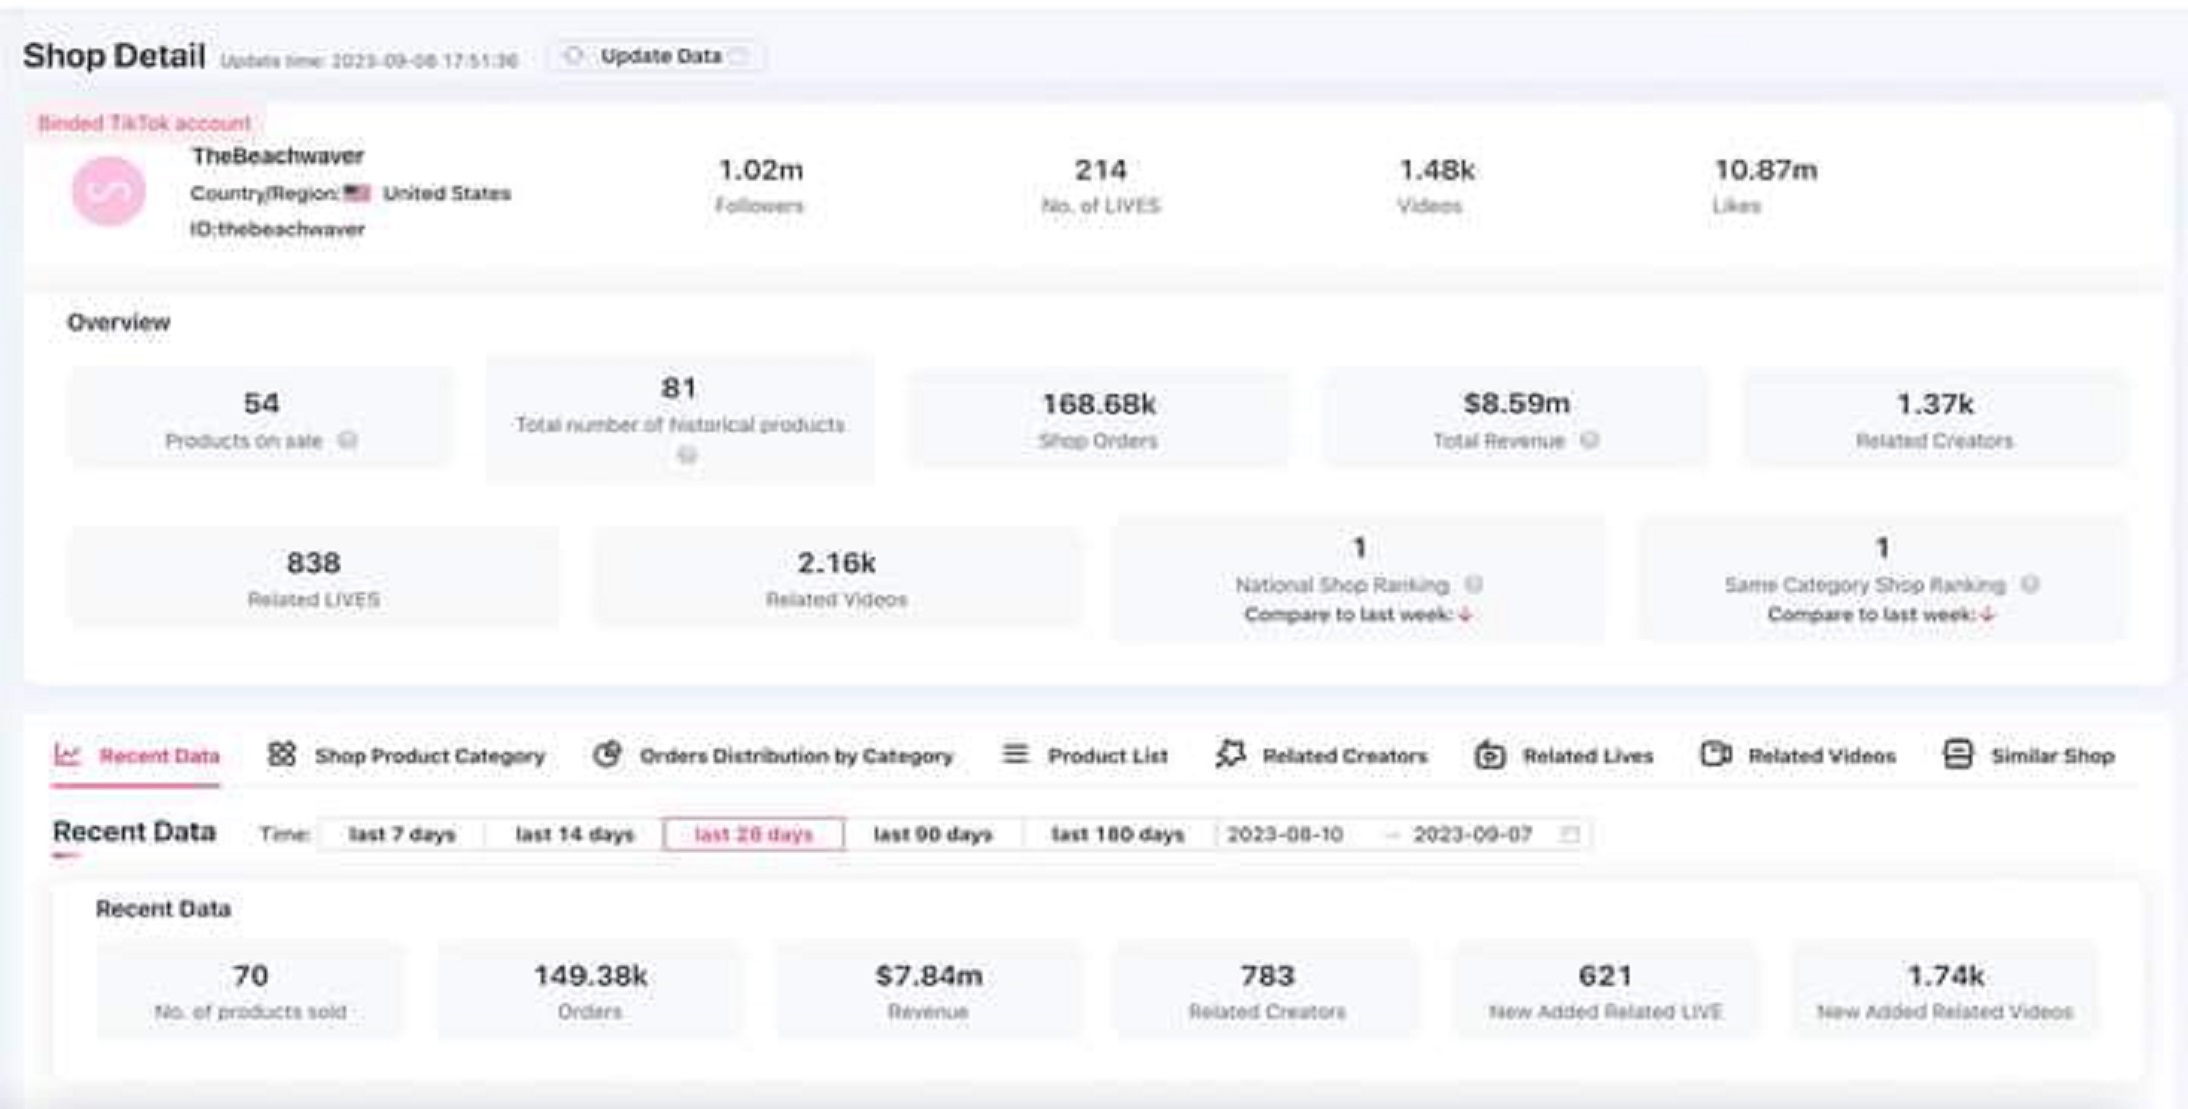 Shop Detail Update time: 2023-09-08 17:51:36 Update Data
Binded TikTok account
TheBeachwaver
Country/Region: United States
ID:thebeachwaver
1.02m
Followers
214
No. of LIVES
1.48k
Videos
10.87m
Likes
Overview
54
Products on sale
81
Total number of historical products
168.68k
Shop Orders
$8.59m
Total Revenue
1.37k
Related Creators
838
Related LIVES
2.16k
Related Videos
1
National Shop Ranking
Compare to last week:↓
1
Same Category Shop Ranking
Compare to last week:↓
Recent Data Shop Product Category Orders Distribution by Category Product List Related Creators Related Lives Related Videos Similar Shop
Recent Data Time: last 7 days last 14 days last 28 days last 90 days last 180 days 2023-08-10 → 2023-09-07
Recent Data
70
No. of products sold
149.38k
Orders
$7.84m
Revenue
783
Related Creators
621
New Added Related LIVE
1.74k
New Added Related Videos